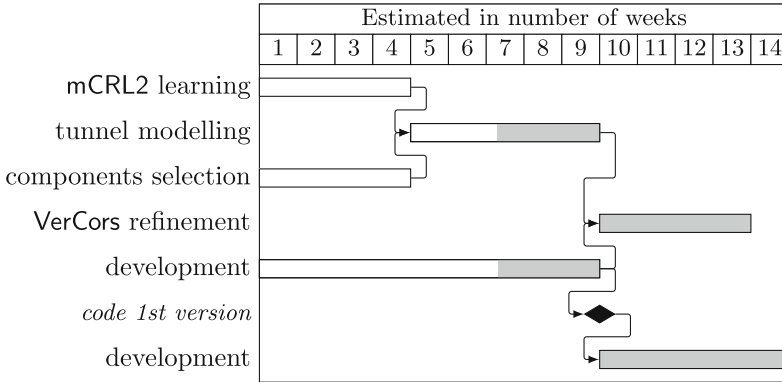 Estimated in number of weeks
1 2 3 4 5 6 7 8 9 10 11 12 13 14
mCRL2 learning
tunnel modelling
components selection
VerCors refinement
development
code 1st version
development